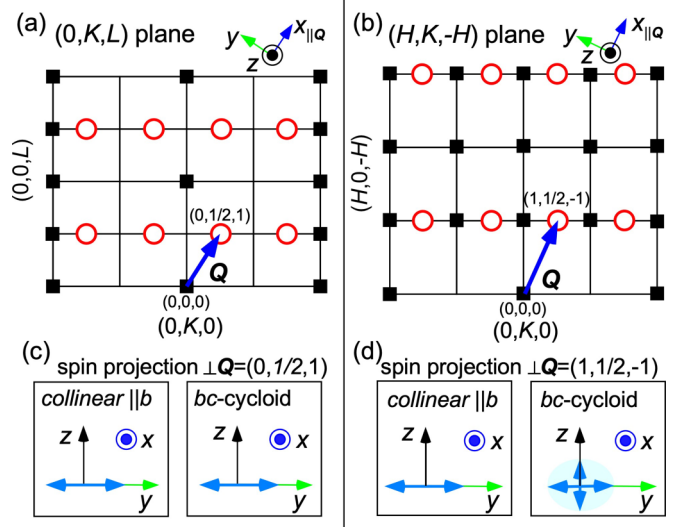 (a) (0,K,L) plane
y x||Q
z
(0,0,L)
(0,1/2,1)
Q
(0,0,0)
(0,K,0)
(b) (H,K,-H) plane
y x||Q
z
(H,0,-H)
(1,1/2,-1)
Q
(0,0,0)
(0,K,0)
(c)
spin projection ⊥Q=(0,1/2,1)
collinear ||b
z x
y
bc-cycloid
z x
y
(d)
spin projection ⊥Q=(1,1/2,-1)
collinear ||b
z x
y
bc-cycloid
z x
y